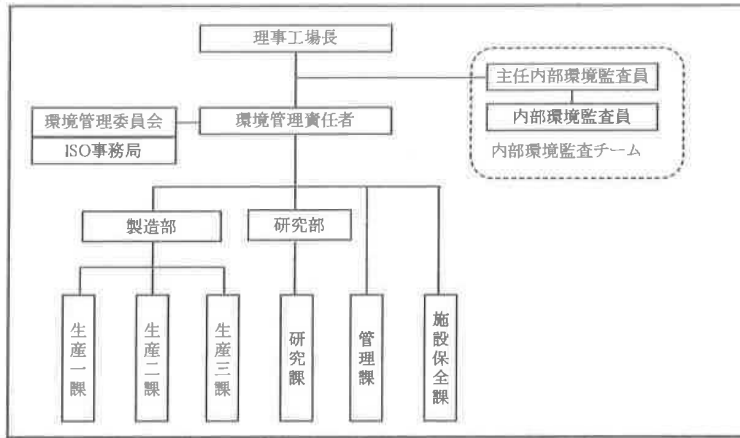 理事工場長
主任内部環境監査員
環境管理委員会
環境管理責任者
内部環境監査員
ISO事務局
内部環境監査チーム
製造部
研究部
生産一課
生産二課
生産三課
研究課
管理課
施設保全課